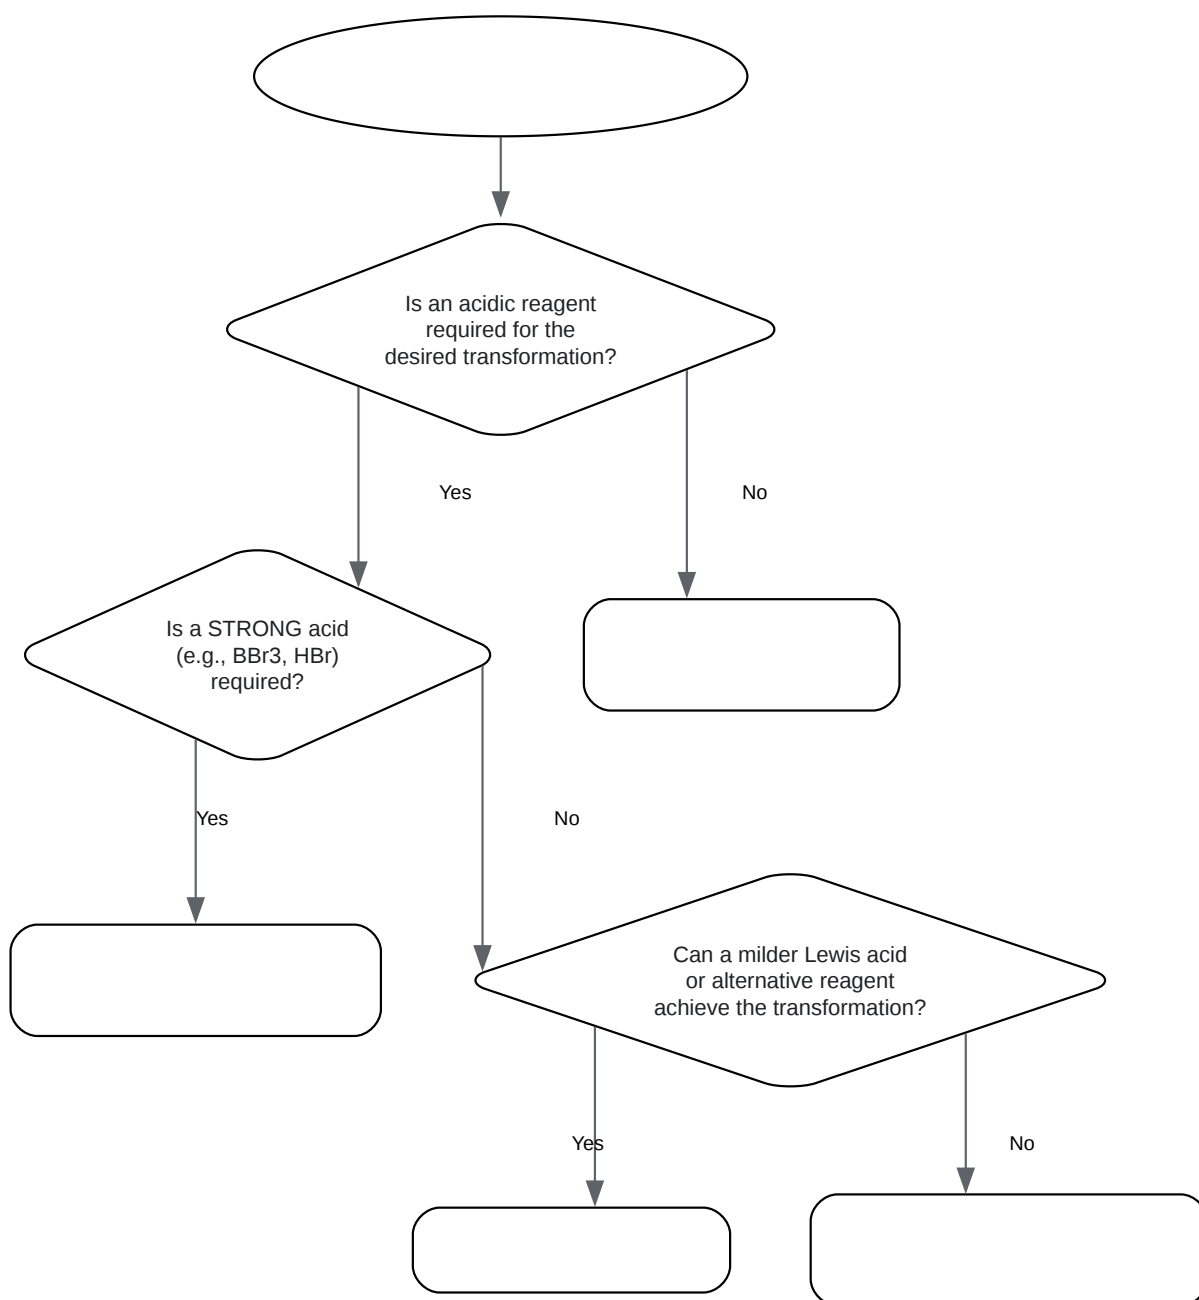 Is an acidic reagent
required for the
desired transformation?
Yes
No
Is a STRONG acid
(e.g., BBr3, HBr)
required?
Yes
No
Can a milder Lewis acid
or alternative reagent
achieve the transformation?
Yes
No